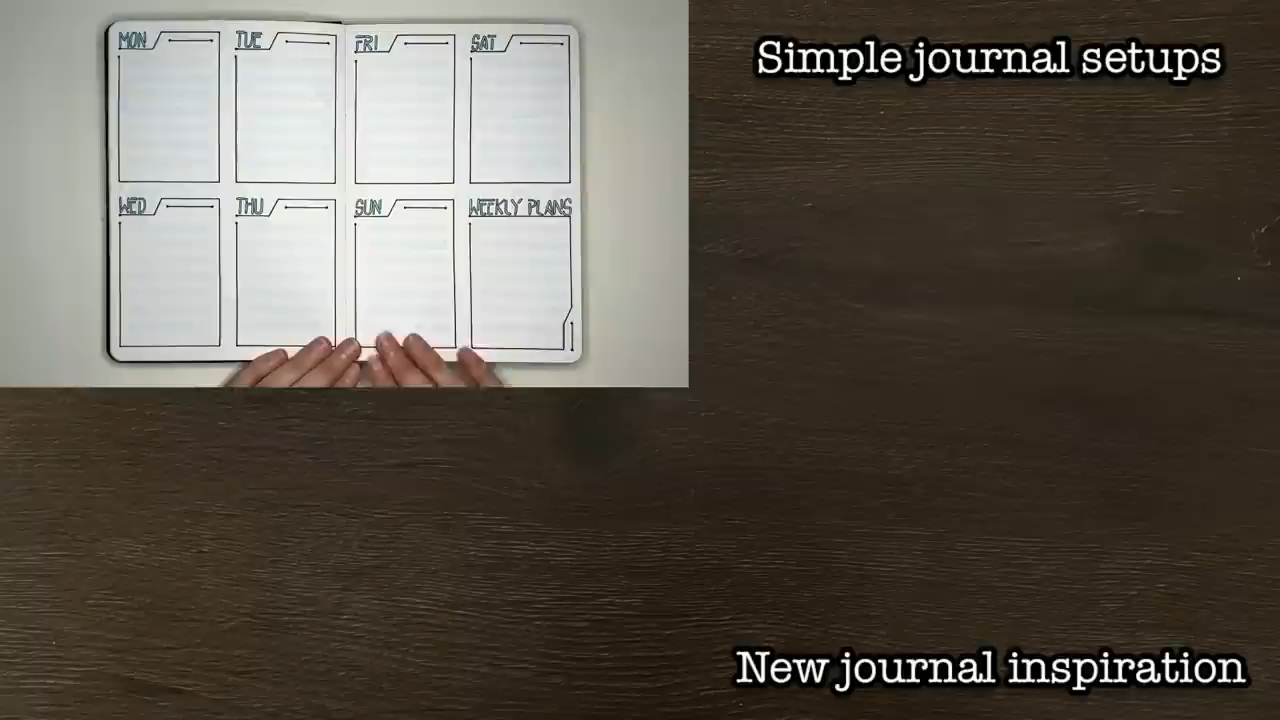 MON
TUE
FRI
SAT
WED
THU
SUN
WEEKLY PLANS
Simple journal setups
New journal inspiration